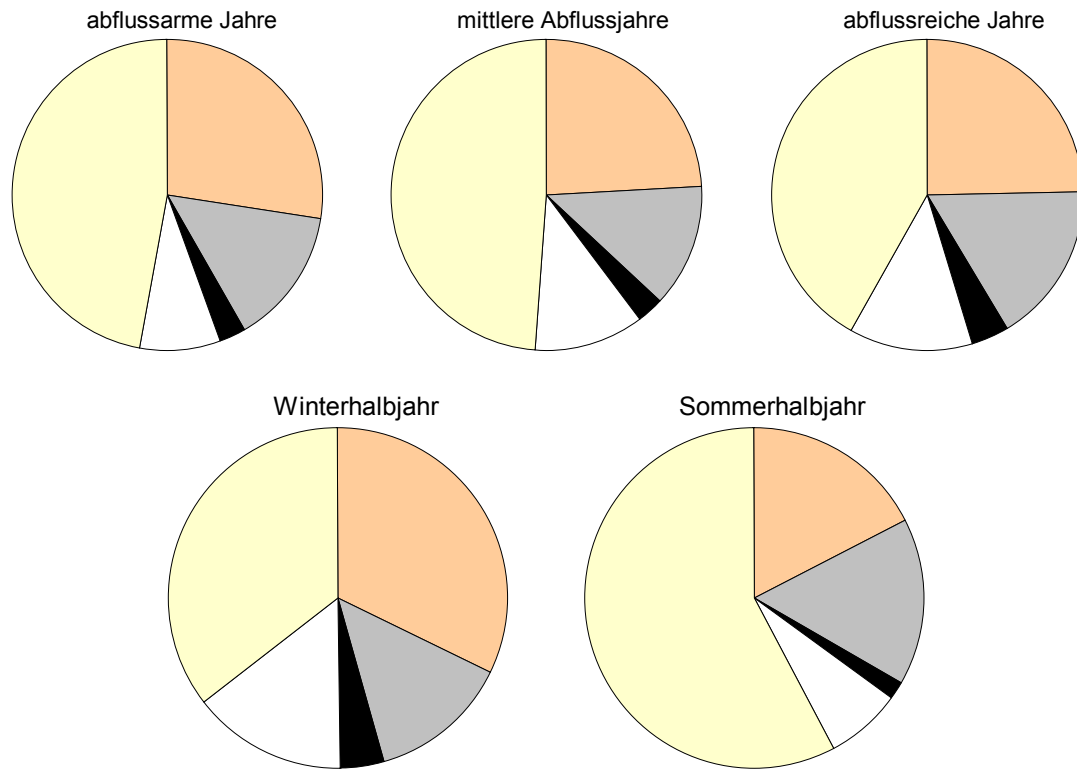 abflussarme Jahre
mittlere Abflussjahre
abflussreiche Jahre
Winterhalbjahr
Sommerhalbjahr